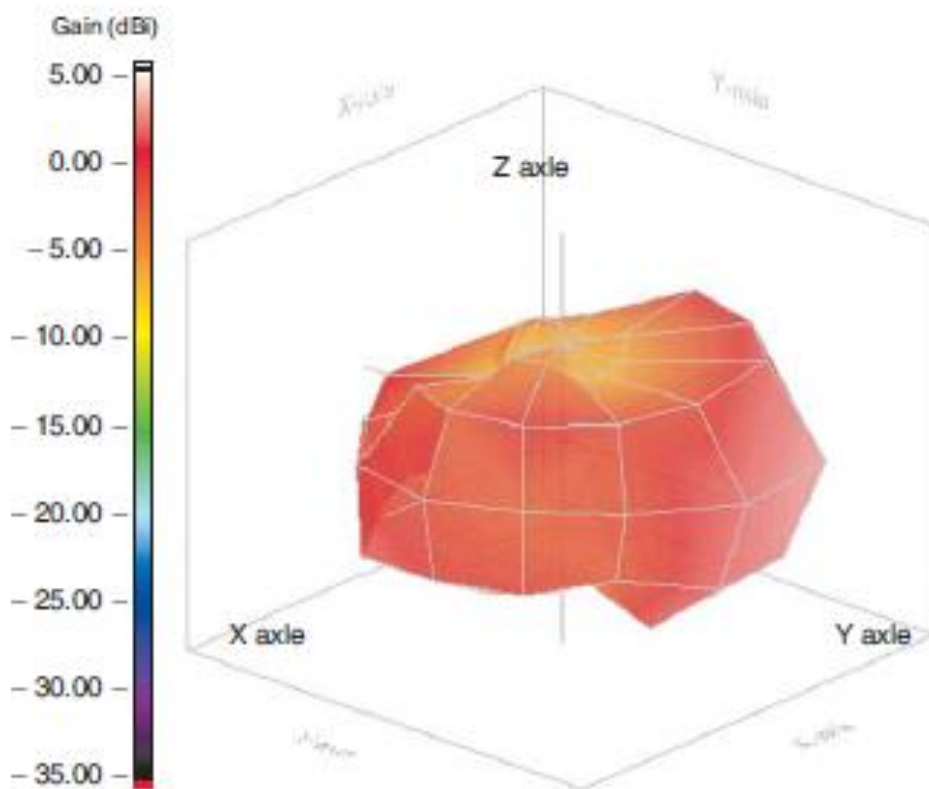 Gain (dBi)
5.00 –
0.00 –
– 5.00 –
– 10.00 –
– 15.00 –
– 20.00 –
– 25.00 –
– 30.00 –
– 35.00 –
Z axle
X axle
Y axle